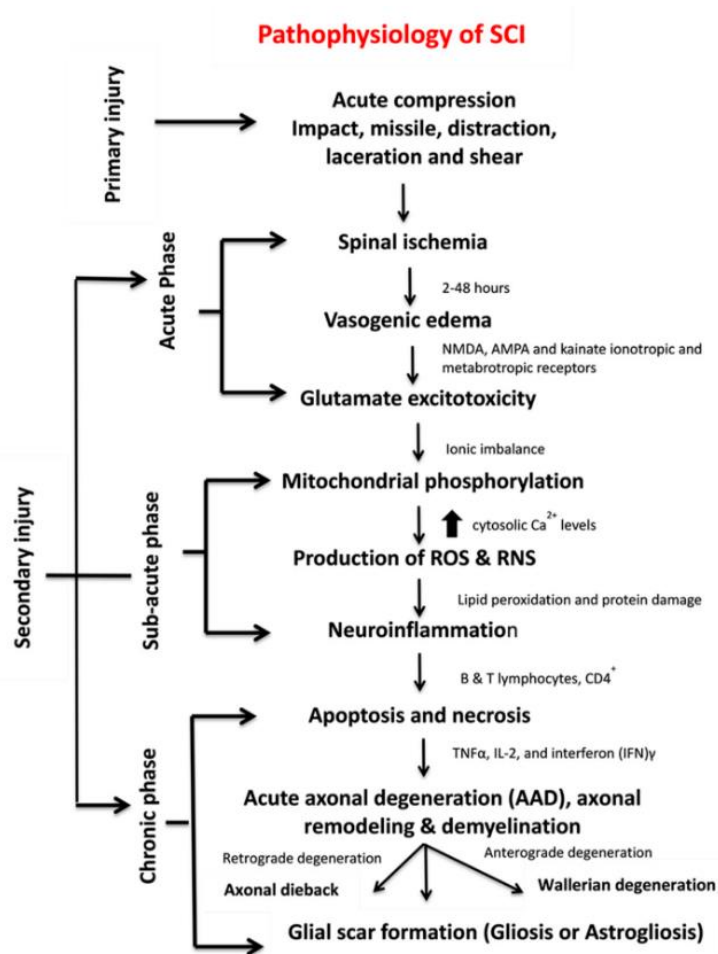 Pathophysiology of SCI
Primary injury
Acute compression
Impact, missile, distraction,
laceration and shear
Secondary injury
Acute Phase
Spinal ischemia
2-48 hours
Vasogenic edema
NMDA, AMPA and kainate ionotropic and
metabrotropic receptors
Glutamate excitotoxicity
Ionic imbalance
Sub-acute phase
Mitochondrial phosphorylation
cytosolic Ca²⁺ levels
Production of ROS & RNS
Lipid peroxidation and protein damage
Neuroinflammation
B & T lymphocytes, CD4⁺
Chronic phase
Apoptosis and necrosis
TNFα, IL-2, and interferon (IFN)γ
Acute axonal degeneration (AAD), axonal
remodeling & demyelination
Retrograde degeneration
Anterograde degeneration
Axonal dieback
Wallerian degeneration
Glial scar formation (Gliosis or Astrogliosis)